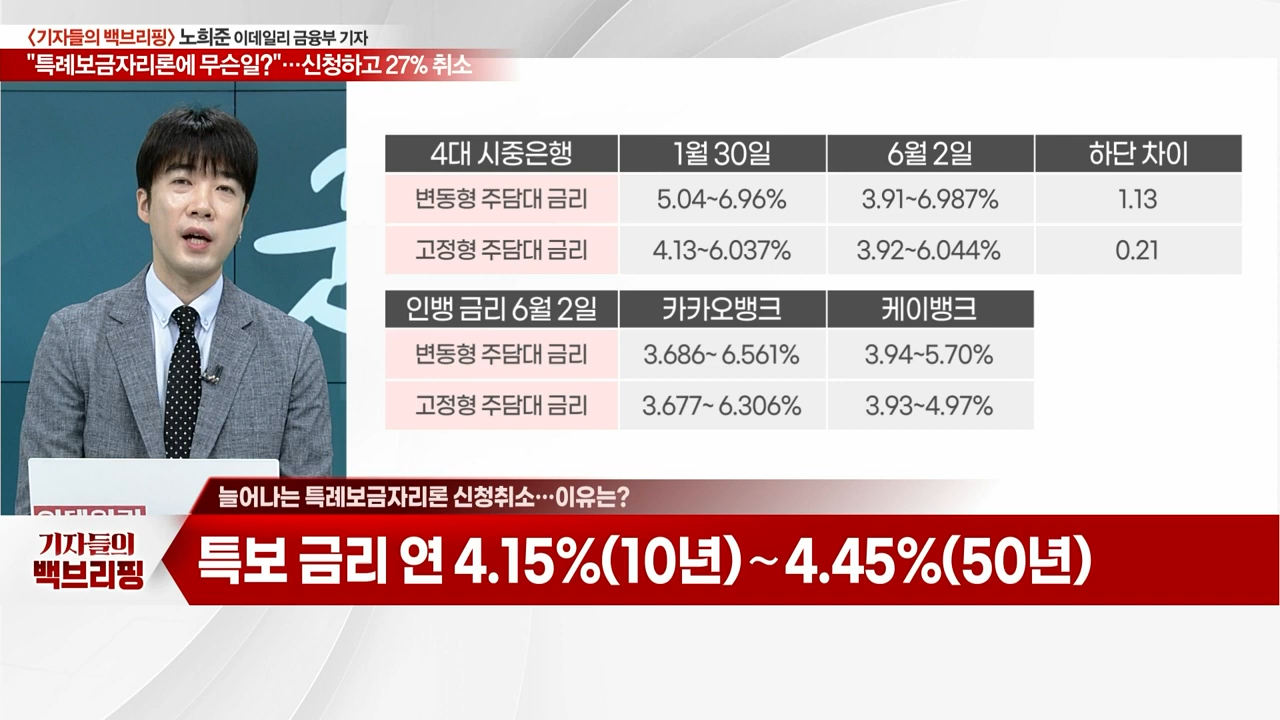 〈기자들의 백브리핑〉 노희준 이데일리 금융부 기자
"특례보금자리론에 무슨일?"…신청하고 27% 취소
4대 시중은행 1월 30일 6월 2일 하단 차이
변동형 주담대 금리 5.04~6.96% 3.91~6.987% 1.13
고정형 주담대 금리 4.13~6.037% 3.92~6.044% 0.21
인뱅 금리 6월 2일 카카오뱅크 케이뱅크
변동형 주담대 금리 3.686~ 6.561% 3.94~5.70%
고정형 주담대 금리 3.677~ 6.306% 3.93~4.97%
늘어나는 특례보금자리론 신청취소…이유는?
기자들의
백브리핑
특보 금리 연 4.15%(10년) ~ 4.45%(50년)